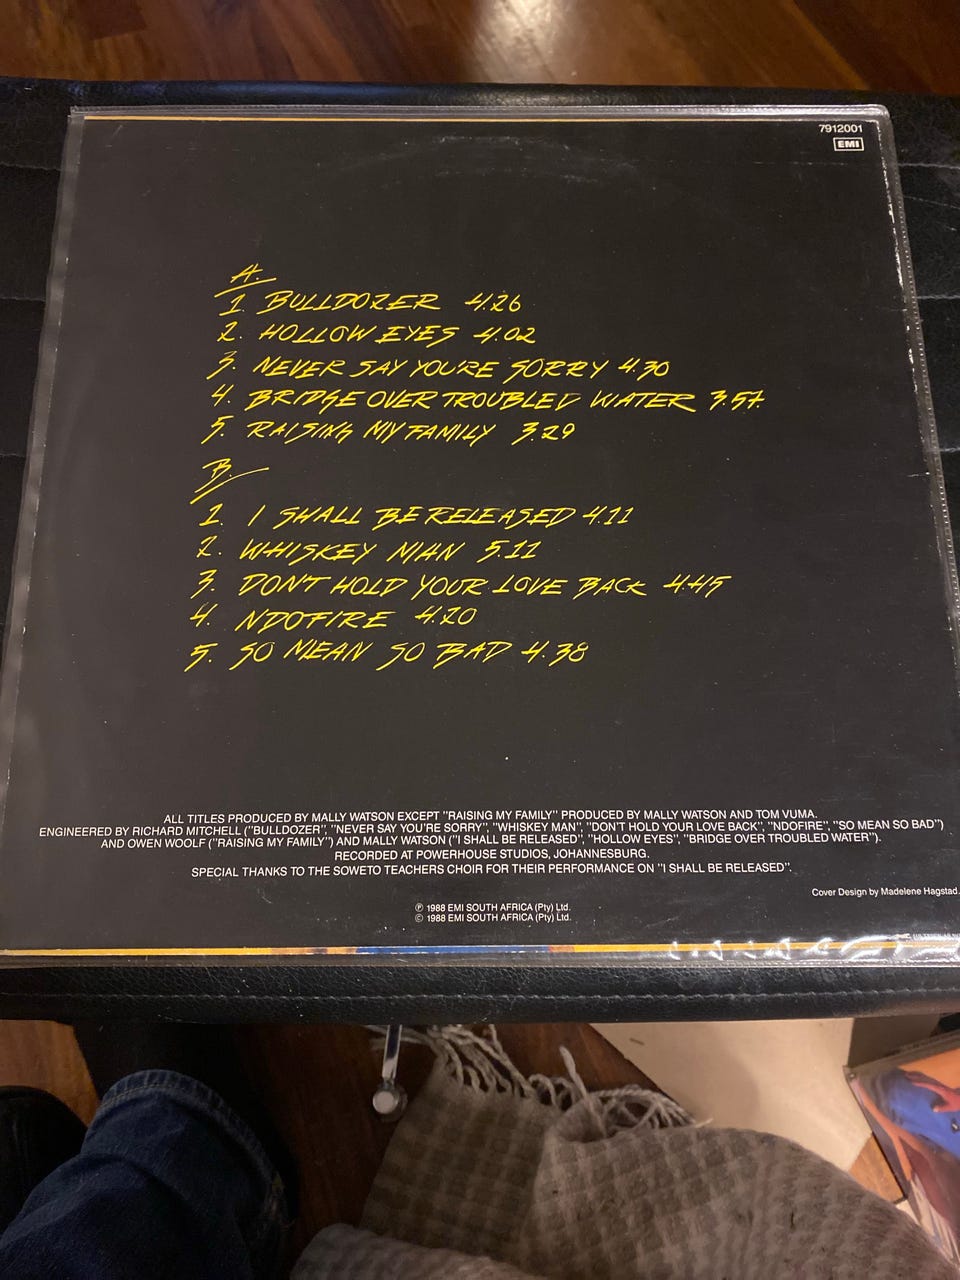 7912001
EMI
A.
1. BULLDOZER 4.26
2. HOLLOW EYES 4.02
3. NEVER SAY YOU'RE SORRY 4.30
4. BRIDGE OVER TROUBLED WATER 3.57.
5. RAISING MY FAMILY 3.29
B.
1. I SHALL BE RELEASED 4.11
2. WHISKEY MAN 5.11
3. DON'T HOLD YOUR LOVE BACK 4.45
4. NDOFIRE 4.20
5. SO MEAN SO BAD 4.38
ALL TITLES PRODUCED BY MALLY WATSON EXCEPT "RAISING MY FAMILY" PRODUCED BY MALLY WATSON AND TOM VUMA.
ENGINEERED BY RICHARD MITCHELL ("BULLDOZER", "NEVER SAY YOU'RE SORRY", "WHISKEY MAN", "DON'T HOLD YOUR LOVE BACK", "NDOFIRE", "SO MEAN SO BAD")
AND OWEN WOOLF ("RAISING MY FAMILY") AND MALLY WATSON ("I SHALL BE RELEASED", "HOLLOW EYES", "BRIDGE OVER TROUBLED WATER").
RECORDED AT POWERHOUSE STUDIOS, JOHANNESBURG.
SPECIAL THANKS TO THE SOWETO TEACHERS CHOIR FOR THEIR PERFORMANCE ON "I SHALL BE RELEASED".
Cover Design by Madelene Hagstad.
℗ 1988 EMI SOUTH AFRICA (Pty) Ltd.
© 1988 EMI SOUTH AFRICA (Pty) Ltd.